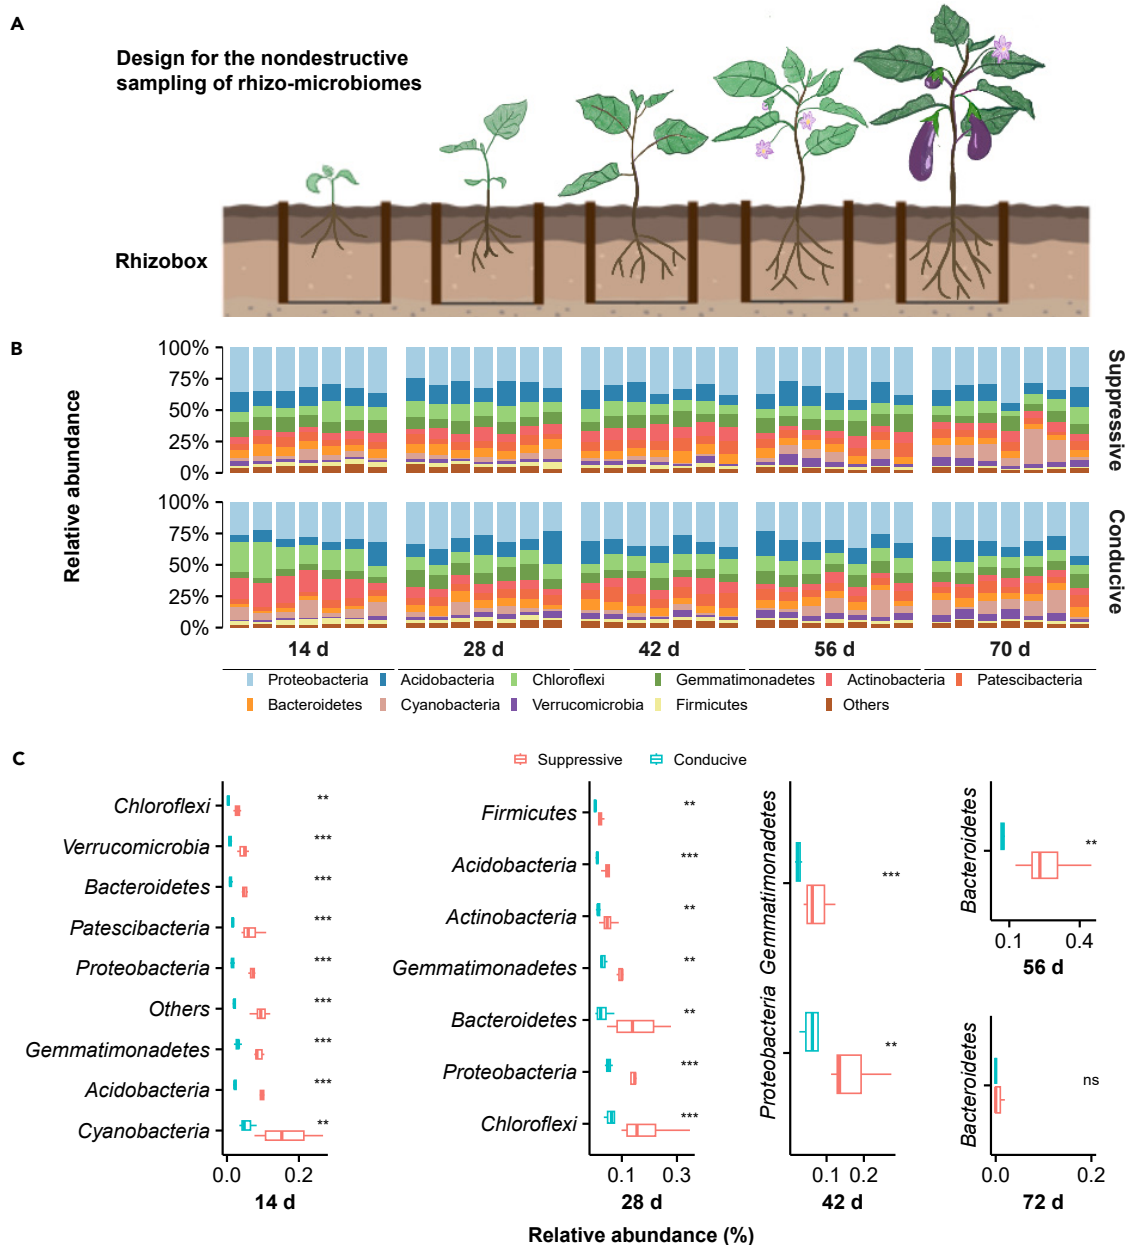 A
Design for the nondestructive
sampling of rhizo-microbiomes
Rhizobox
B
Relative abundance
100%
75%
50%
25%
0%
Suppressive
100%
75%
50%
25%
0%
Conducive
14 d 28 d 42 d 56 d 70 d
Proteobacteria Acidobacteria Chloroflexi Gemmatimonadetes Actinobacteria Patescibacteria
Bacteroidetes Cyanobacteria Verrucomicrobia Firmicutes Others
C
Suppressive Conducive
Chloroflexi **
Verrucomicrobia ***
Bacteroidetes ***
Patescibacteria ***
Proteobacteria ***
Others ***
Gemmatimonadetes ***
Acidobacteria ***
Cyanobacteria **
0.0 0.2
14 d
Firmicutes **
Acidobacteria ***
Actinobacteria **
Gemmatimonadetes **
Bacteroidetes **
Proteobacteria ***
Chloroflexi ***
0.1 0.3
28 d
Gemmatimonadetes ***
Proteobacteria **
0.1 0.2
42 d
Bacteroidetes **
0.1 0.4
56 d
Bacteroidetes ns
0.0 0.2
72 d
Relative abundance (%)